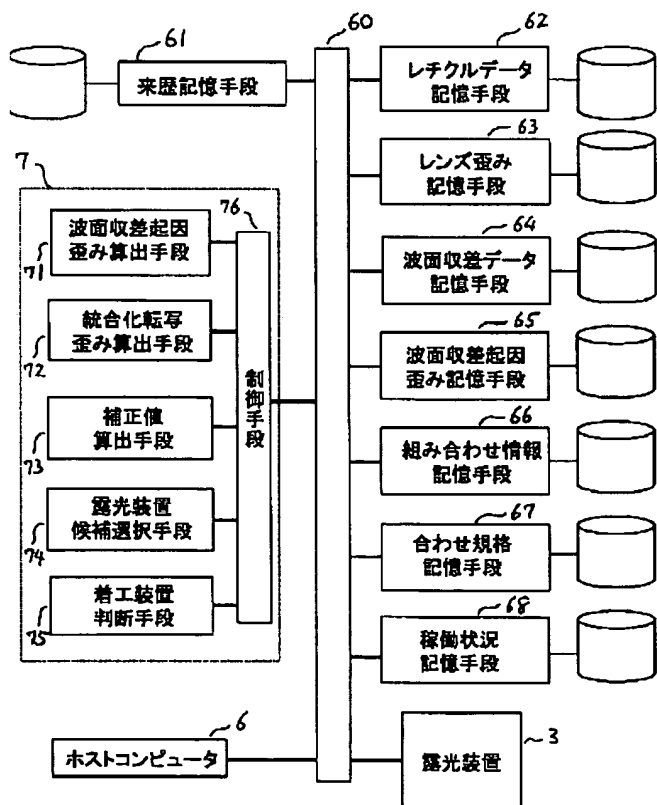 61
来歴記憶手段
60
62
レチクルデータ
記憶手段
63
レンズ歪み
記憶手段
64
波面収差データ
記憶手段
65
波面収差起因
歪み記憶手段
66
組み合わせ情報
記憶手段
67
合わせ規格
記憶手段
68
稼働状況
記憶手段
7
76
制御手段
波面収差起因
歪み算出手段
71
統合化転写
歪み算出手段
72
補正値
算出手段
73
露光装置
候補選択手段
74
着工装置
判断手段
75
6
ホストコンピュータ
3
露光装置